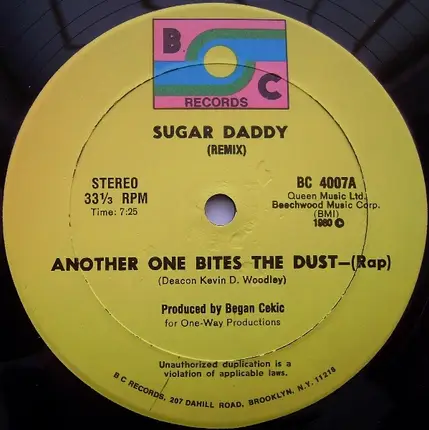 B
C
RECORDS
SUGAR DADDY
(REMIX)
STEREO
33⅓ RPM
Time: 7:25
BC 4007A
Queen Music Ltd.
Beechwood Music Corp.
(BMI)
1980 ©
ANOTHER ONE BITES THE DUST—(Rap)
(Deacon Kevin D. Woodley)
Produced by Began Cekic
for One-Way Productions
Unauthorized duplication is a
violation of applicable laws.
B C RECORDS, 207 DAHILL ROAD, BROOKLYN, N.Y. 11218